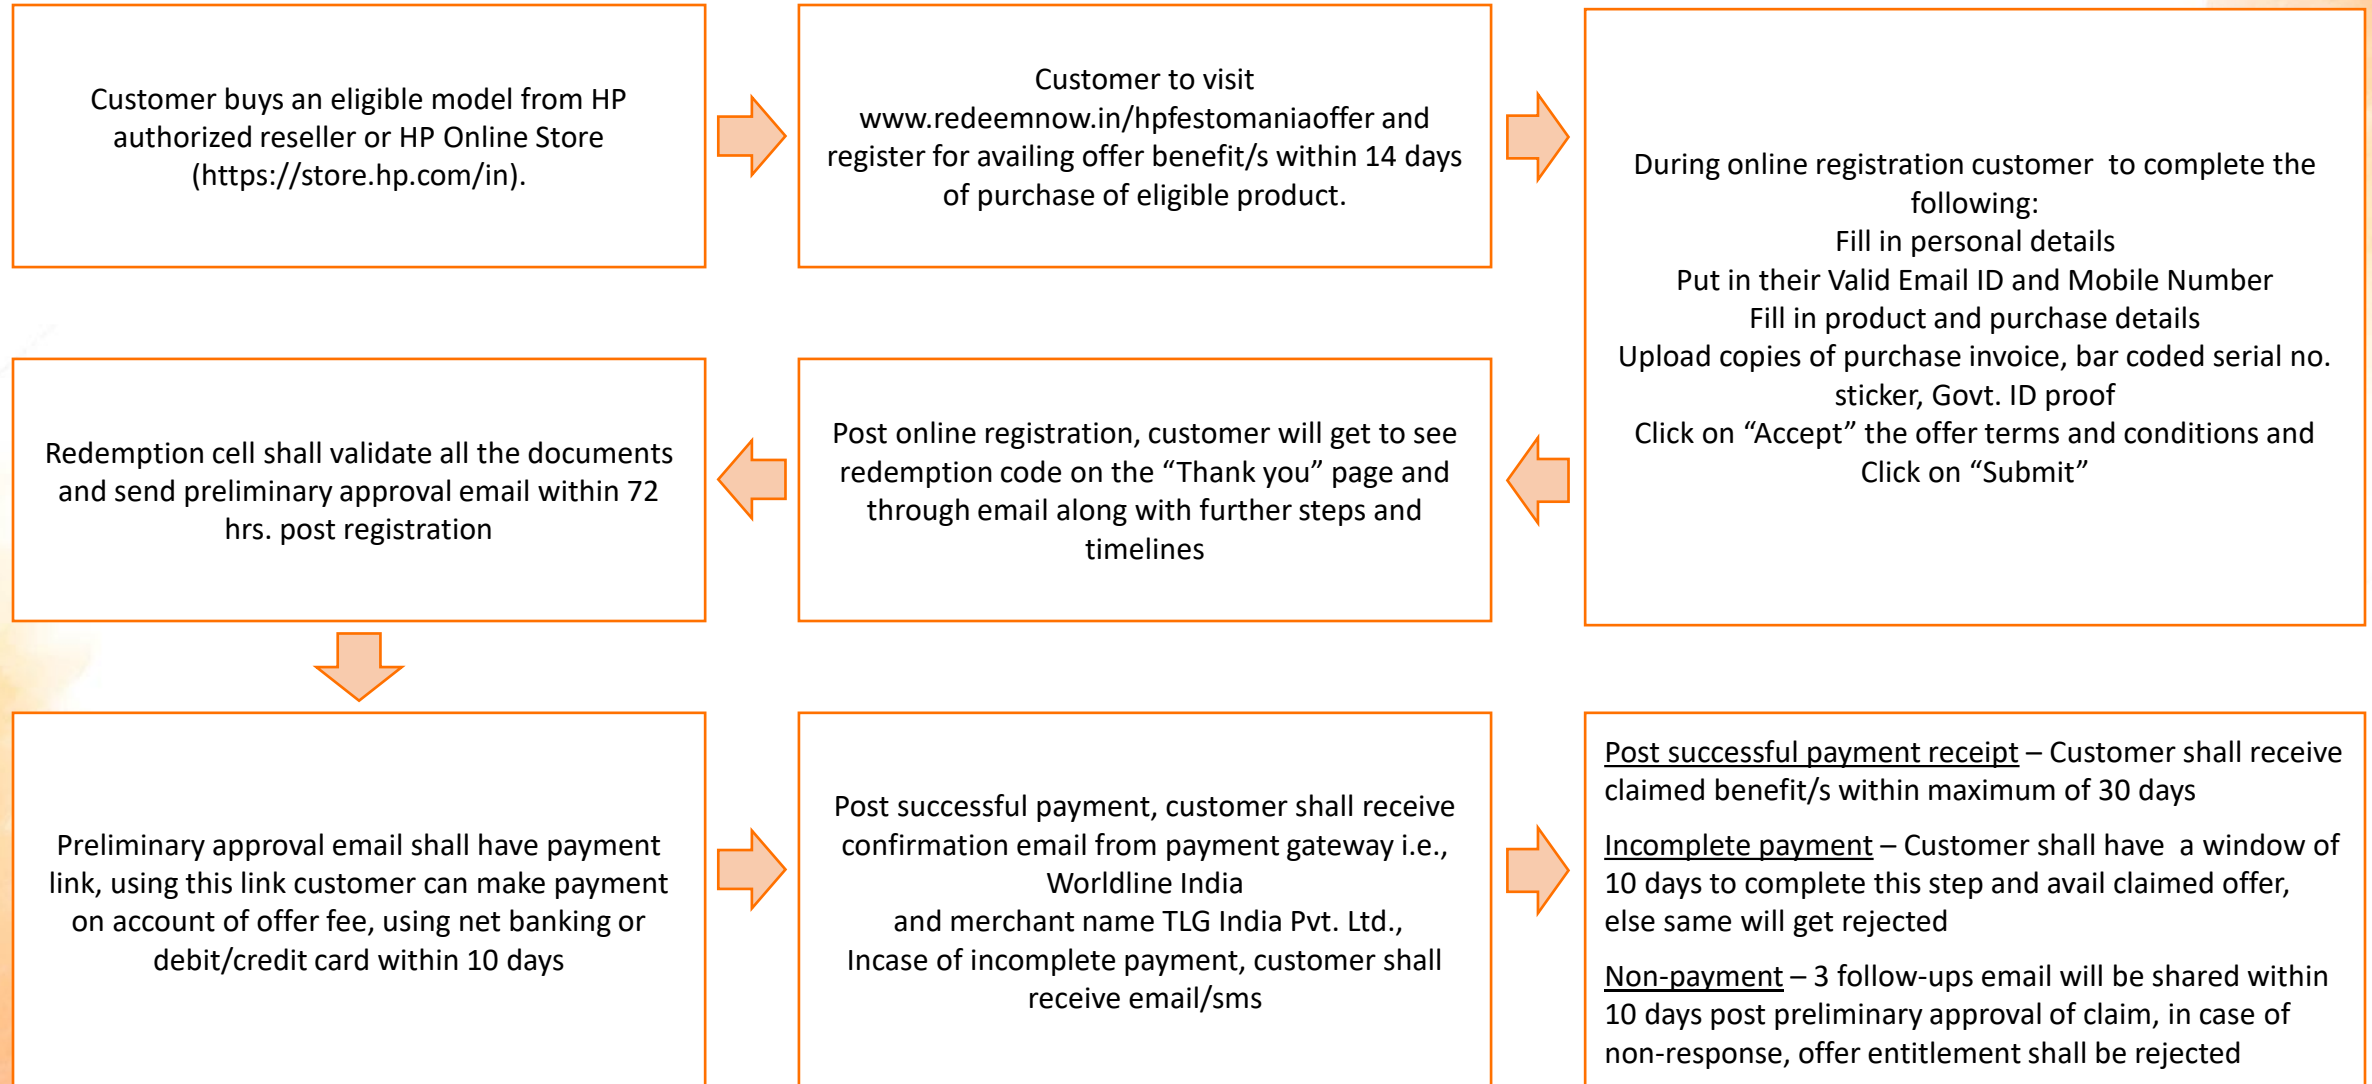 Customer buys an eligible model from HP
authorized reseller or HP Online Store
(https://store.hp.com/in).
Customer to visit
www.redeemnow.in/hpfestomaniaoffer and
register for availing offer benefit/s within 14 days
of purchase of eligible product.
During online registration customer  to complete the
following:
Fill in personal details
Put in their Valid Email ID and Mobile Number
Fill in product and purchase details
Upload copies of purchase invoice, bar coded serial no.
sticker, Govt. ID proof
Click on “Accept” the offer terms and conditions and
Click on “Submit”
Post online registration, customer will get to see
redemption code on the “Thank you” page and
through email along with further steps and
timelines
Redemption cell shall validate all the documents
and send preliminary approval email within 72
hrs. post registration
Preliminary approval email shall have payment
link, using this link customer can make payment
on account of offer fee, using net banking or
debit/credit card within 10 days
Post successful payment, customer shall receive
confirmation email from payment gateway i.e.,
Worldline India
and merchant name TLG India Pvt. Ltd.,
Incase of incomplete payment, customer shall
receive email/sms
Post successful payment receipt – Customer shall receive
claimed benefit/s within maximum of 30 days
Incomplete payment – Customer shall have  a window of
10 days to complete this step and avail claimed offer,
else same will get rejected
Non-payment – 3 follow-ups email will be shared within
10 days post preliminary approval of claim, in case of
non-response, offer entitlement shall be rejected